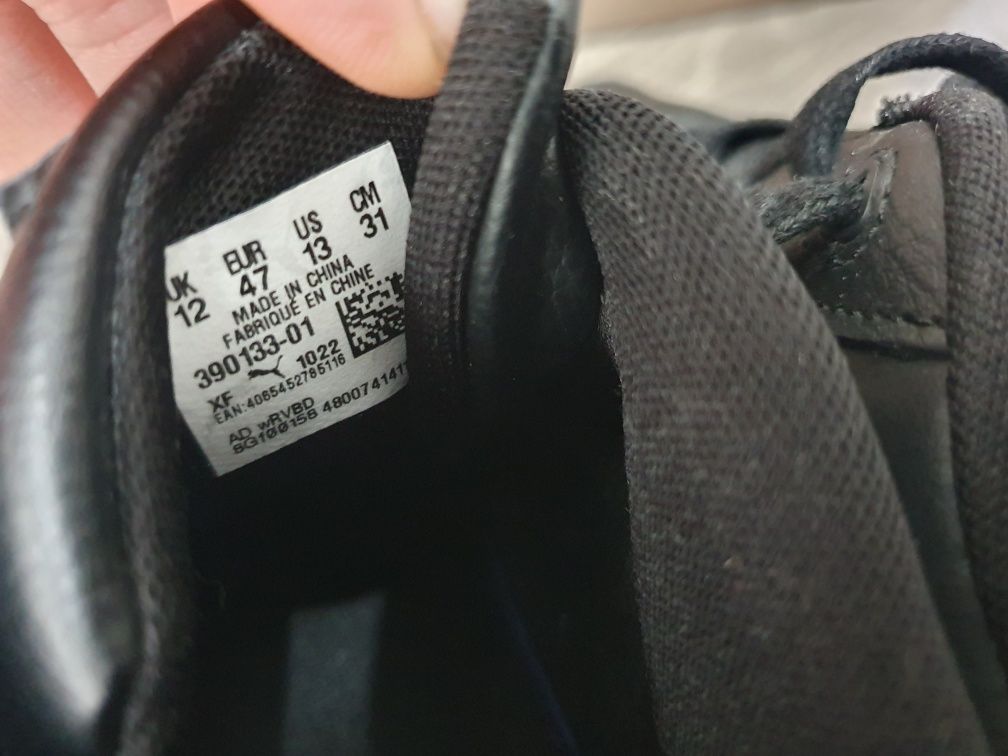 UK EUR US CM
12 47 13 31
MADE IN CHINA
FABRIQUÉ EN CHINE
390133-01
1022
XF
EAN:4065452785116
AD wRVBD
SG100158 480074141